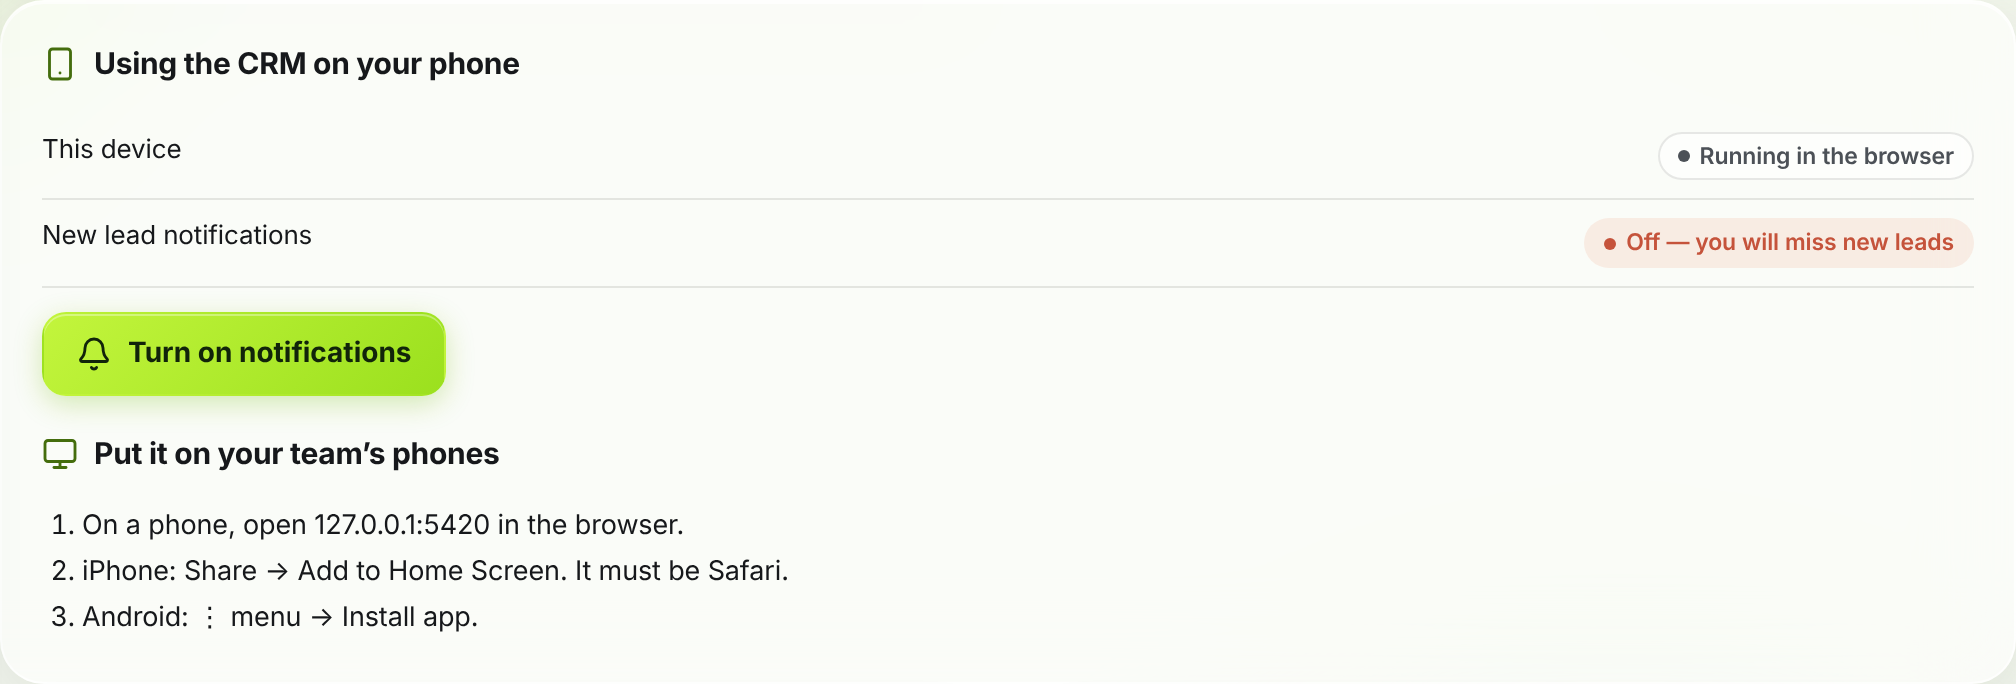 Using the CRM on your phone
This device
Running in the browser
New lead notifications
Off — you will miss new leads
Turn on notifications
Put it on your team’s phones
1. On a phone, open 127.0.0.1:5420 in the browser.
2. iPhone: Share → Add to Home Screen. It must be Safari.
3. Android: ⋮ menu → Install app.